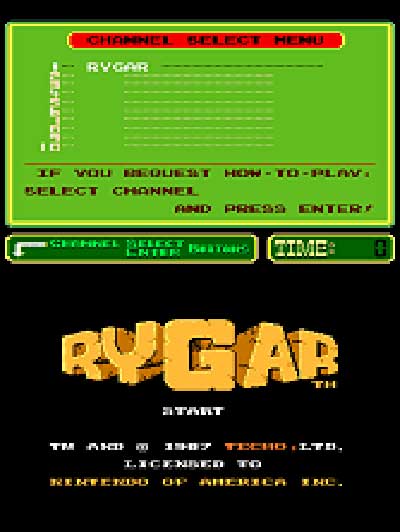 CHANNEL SELECT MENU
RYGAR
IF YOU REQUEST HOW-TO-PLAY,
SELECT CHANNEL
AND PRESS ENTER!
CHANNEL SELECT
ENTER BUTTONS
TIME: 0
RYGAR
TM
START
TM AND © 1987 TECMO,LTD.
LICENSED TO
NINTENDO OF AMERICA INC.